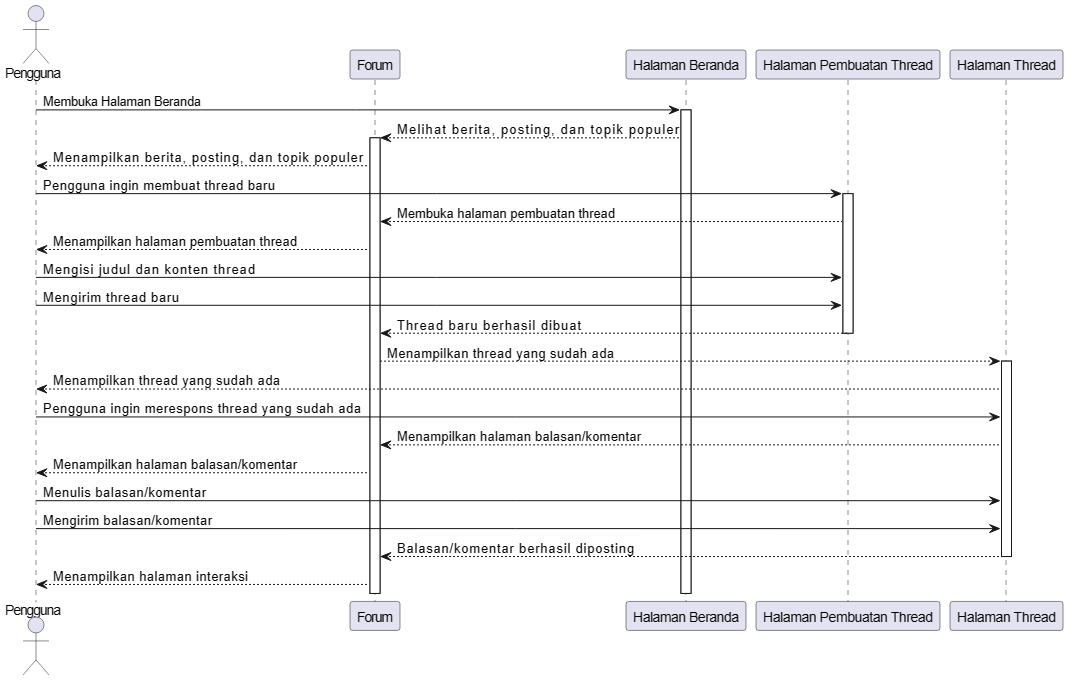 Pengguna
Forum
Halaman Beranda
Halaman Pembuatan Thread
Halaman Thread
Membuka Halaman Beranda
Melihat berita, posting, dan topik populer
Menampilkan berita, posting, dan topik populer
Pengguna ingin membuat thread baru
Membuka halaman pembuatan thread
Menampilkan halaman pembuatan thread
Mengisi judul dan konten thread
Mengirim thread baru
Thread baru berhasil dibuat
Menampilkan thread yang sudah ada
Menampilkan thread yang sudah ada
Pengguna ingin merespons thread yang sudah ada
Menampilkan halaman balasan/komentar
Menampilkan halaman balasan/komentar
Menulis balasan/komentar
Mengirim balasan/komentar
Balasan/komentar berhasil diposting
Menampilkan halaman interaksi
Pengguna
Forum
Halaman Beranda
Halaman Pembuatan Thread
Halaman Thread